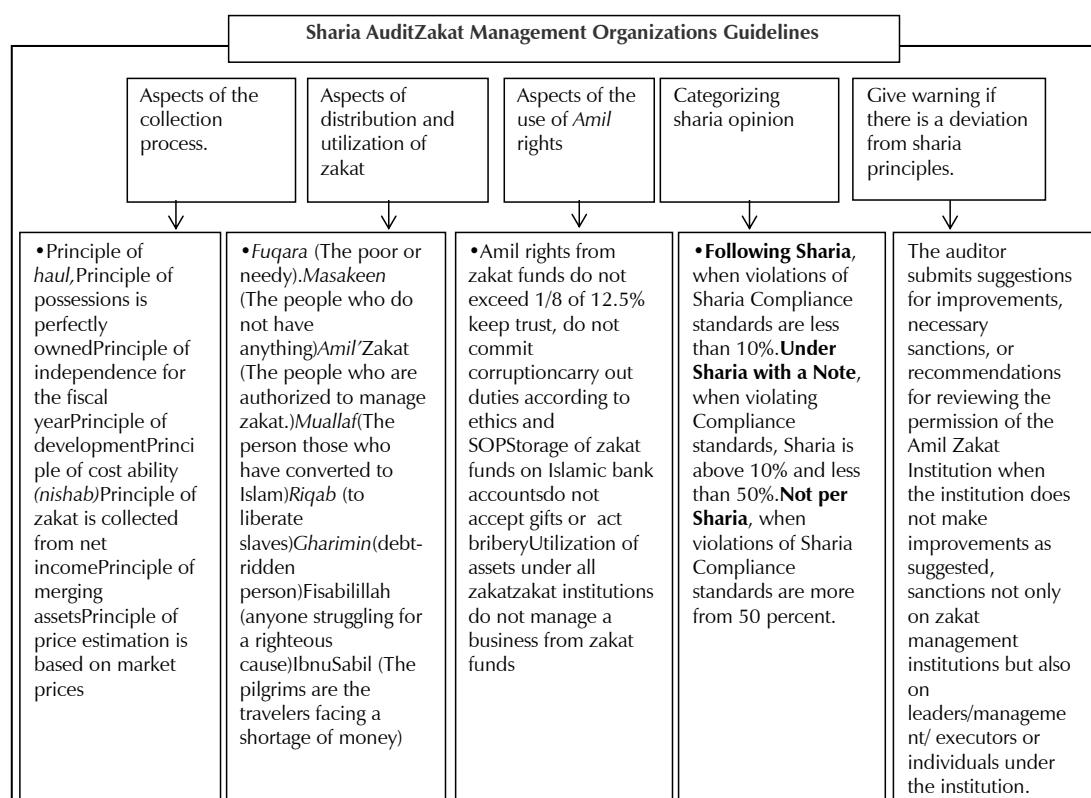 Sharia AuditZakat Management Organizations Guidelines
Aspects of the
collection
process.
Aspects of
distribution and
utilization of
zakat
Aspects of the
use of Amil
rights
Categorizing
sharia opinion
Give warning if
there is a deviation
from sharia
principles.
•Principle of
haul,Principle of
possessions is
perfectly
ownedPrinciple of
independence for
the fiscal
yearPrinciple of
developmentPrinci
ple of cost ability
(nishab)Principle of
zakat is collected
from net
incomePrinciple of
merging
assetsPrinciple of
price estimation is
based on market
prices
•Fuqara (The poor or
needy).Masakeen
(The people who do
not have
anything)Amil'Zakat
(The people who are
authorized to manage
zakat.)Muallaf(The
person those who
have converted to
Islam)Riqab (to
liberate
slaves)Gharimin(debt-
ridden
person)Fisabilillah
(anyone struggling for
a righteous
cause)IbnuSabil (The
pilgrims are the
travelers facing a
shortage of money)
•Amil rights from
zakat funds do not
exceed 1/8 of 12.5%
keep trust, do not
commit
corruptioncarry out
duties according to
ethics and
SOPStorage of zakat
funds on Islamic bank
accountsdo not
accept gifts or act
briberyUtilization of
assets under all
zakatzakat institutions
do not manage a
business from zakat
funds
•Following Sharia,
when violations of
Sharia Compliance
standards are less
than 10%.Under
Sharia with a Note,
when violating
Compliance
standards, Sharia is
above 10% and less
than 50%.Not per
Sharia, when
violations of Sharia
Compliance
standards are more
from 50 percent.
The auditor
submits suggestions
for improvements,
necessary
sanctions, or
recommendations
for reviewing the
permission of the
Amil Zakat
Institution when
the institution does
not make
improvements as
suggested,
sanctions not only
on zakat
management
institutions but also
on
leaders/manageme
nt/ executors or
individuals under
the institution.